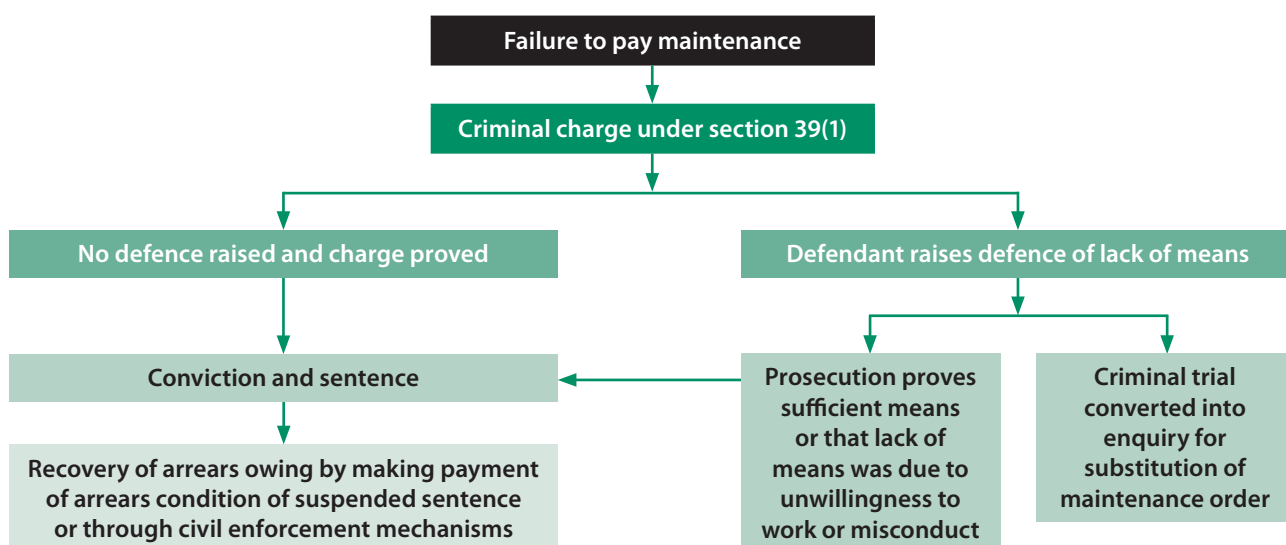 Failure to pay maintenance
Criminal charge under section 39(1)
No defence raised and charge proved
Defendant raises defence of lack of means
Conviction and sentence
Recovery of arrears owing by making payment
of arrears condition of suspended sentence
or through civil enforcement mechanisms
Prosecution proves
sufficient means
or that lack of
means was due to
unwillingness to
work or misconduct
Criminal trial
converted into
enquiry for
substitution of
maintenance order